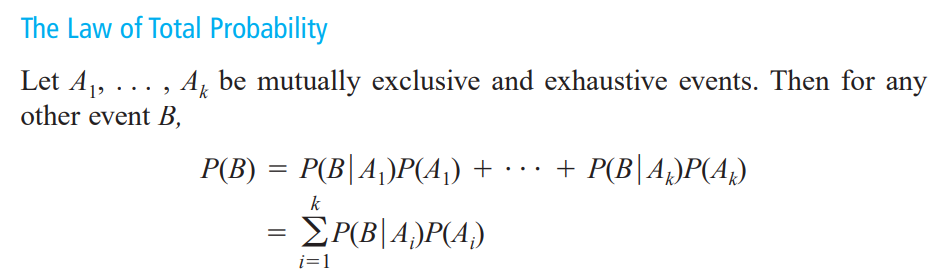 The Law of Total Probability
Let A₁, . . . , Aₖ be mutually exclusive and exhaustive events. Then for any
other event B,
P(B) = P(B|A₁)P(A₁) + · · · + P(B|Aₖ)P(Aₖ)
k
= ∑P(B|Aᵢ)P(Aᵢ)
i=1